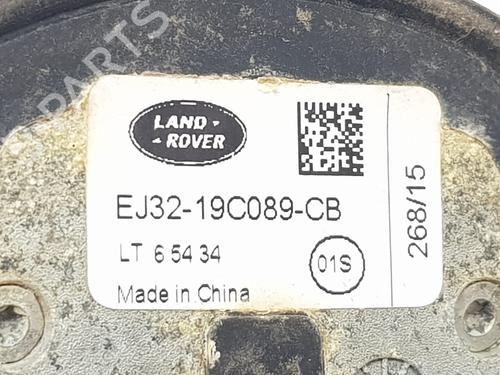 LAND
ROVER
EJ32-19C089-CB
LT 6 54 34
01S
Made in China
268/15
PARTS